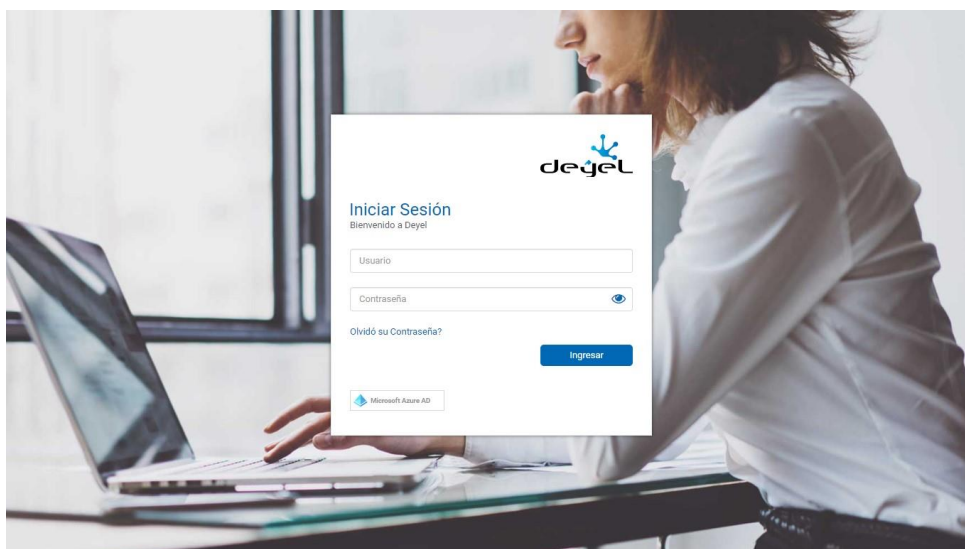 deyel
Iniciar Sesión
Bienvenido a Deyel
Usuario
Contraseña
Olvidó su Contraseña?
Ingresar
Microsoft Azure AD